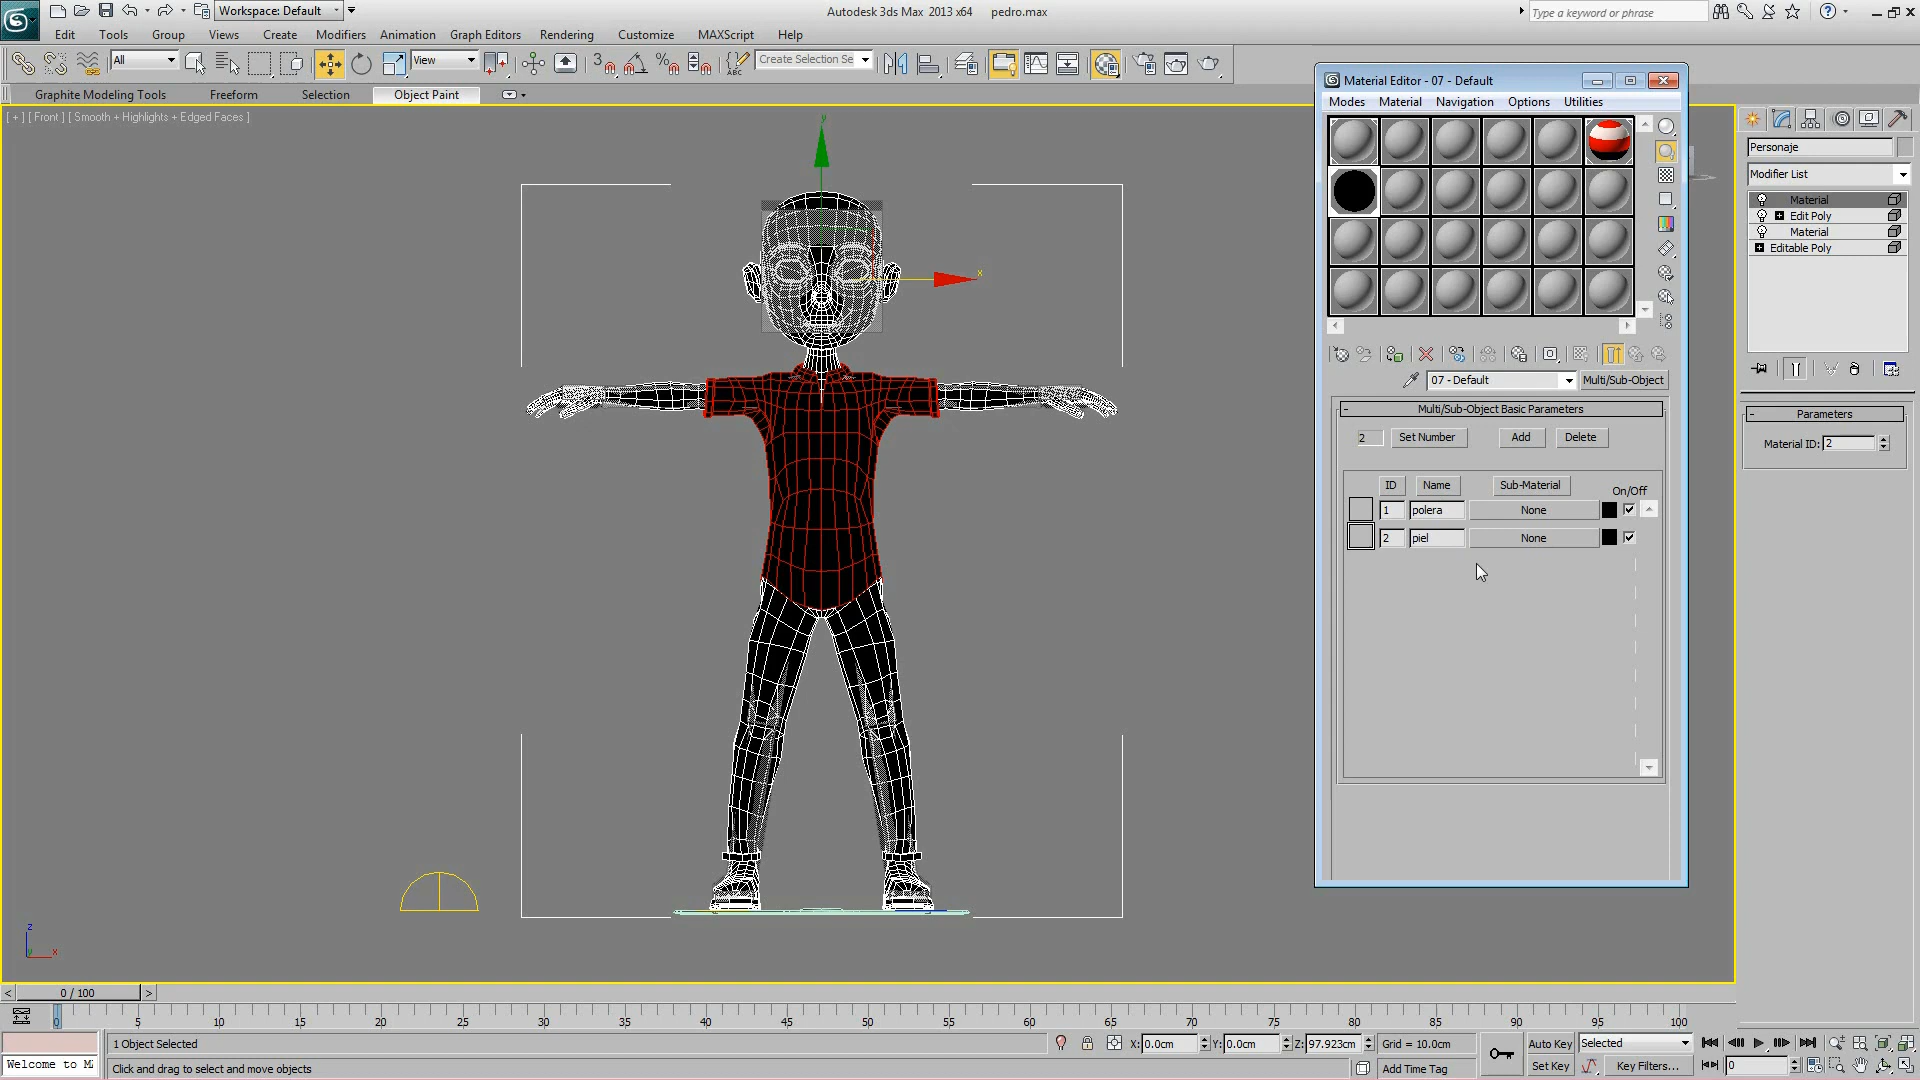 Workspace: Default
Autodesk 3ds Max 2013 x64 pedro.max
Type a keyword or phrase
Edit Tools Group Views Create Modifiers Animation Graph Editors Rendering Customize MAXScript Help
All
View
Create Selection Se
Graphite Modeling Tools Freeform Selection Object Paint
[ + ] [ Front ] [ Smooth + Highlights + Edged Faces ]
y
x
z
x
Material Editor - 07 - Default
Modes Material Navigation Options Utilities
07 - Default
Multi/Sub-Object
- Multi/Sub-Object Basic Parameters
2 Set Number Add Delete
ID Name Sub-Material On/Off
1 polera None
2 piel None
Personaje
Modifier List
Material
Edit Poly
Material
Editable Poly
- Parameters
Material ID: 2
< 0 / 100 >
0 5 10 15 20 25 30 35 40 45 50 55 60 65 70 75 80 85 90 95 100
1 Object Selected
X: 0.0cm Y: 0.0cm Z: 97.923cm Grid = 10.0cm
Auto Key Selected
Welcome to M
Click and drag to select and move objects
Add Time Tag
Set Key Key Filters... 0